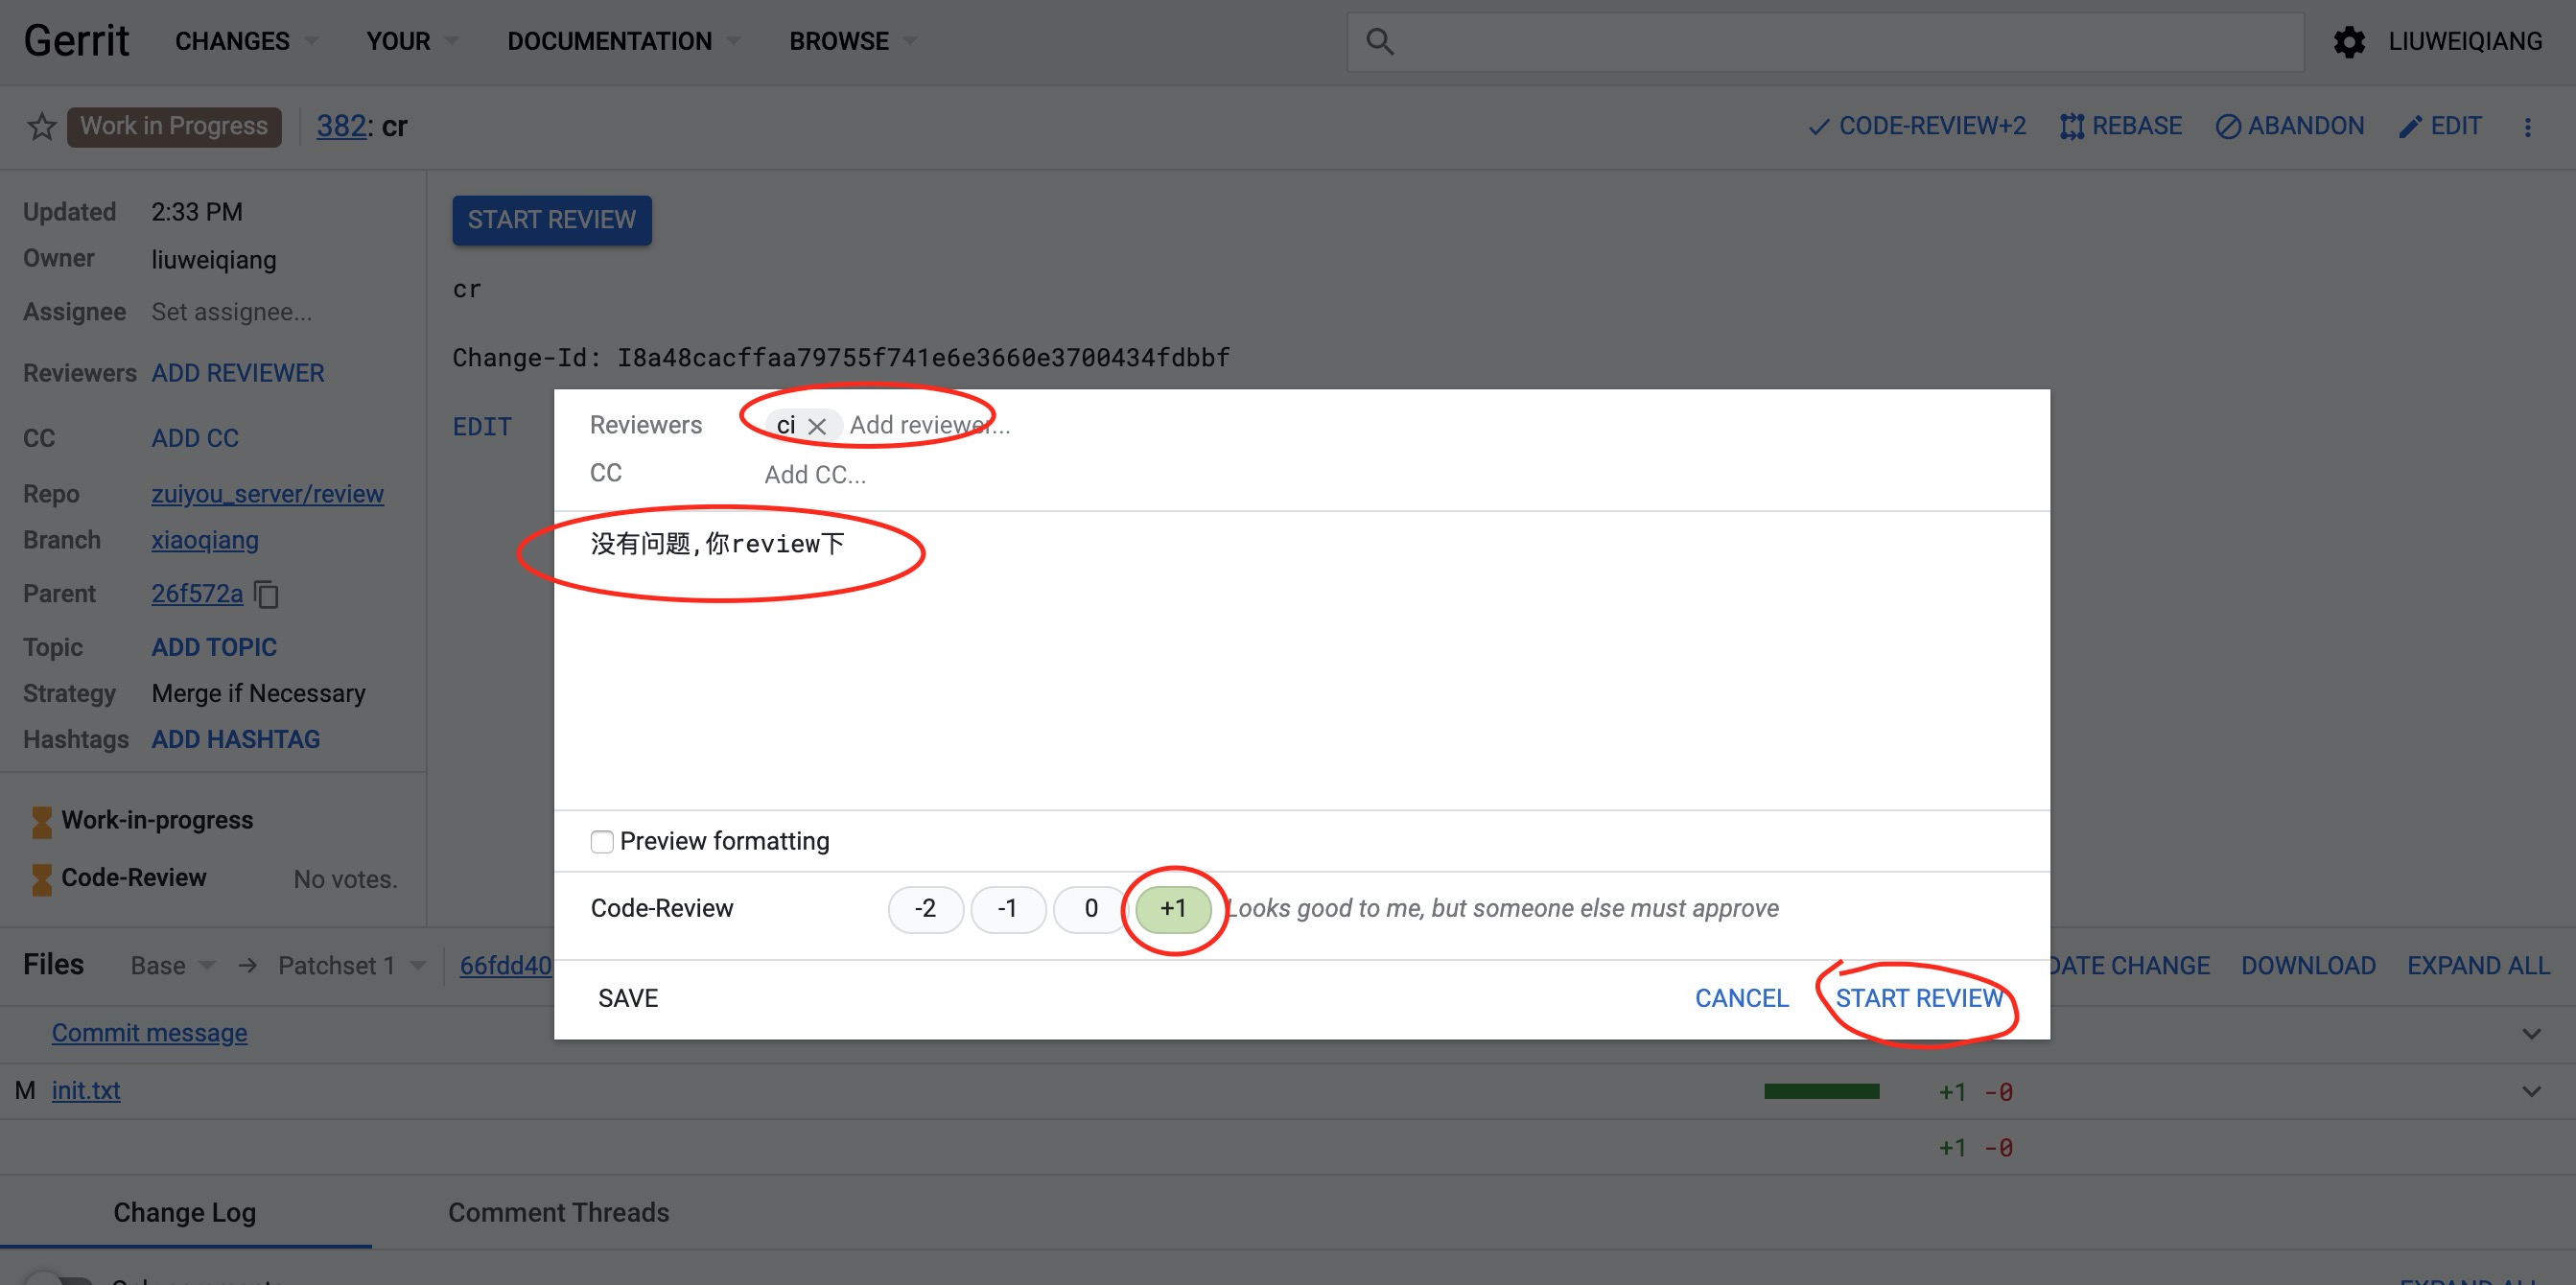 Gerrit CHANGES YOUR DOCUMENTATION BROWSE LIUWEIQIANG
Work in Progress 382: cr CODE-REVIEW+2 REBASE ABANDON EDIT
Updated 2:33 PM
Owner liuweiqiang
Assignee Set assignee...
Reviewers ADD REVIEWER
CC ADD CC
Repo zuiyou_server/review
Branch xiaoqiang
Parent 26f572a
Topic ADD TOPIC
Strategy Merge if Necessary
Hashtags ADD HASHTAG
Work-in-progress
Code-Review No votes.
START REVIEW
cr
Change-Id: I8a48cacffaa79755f741e6e3660e3700434fdbbf
EDIT
Reviewers ci Add reviewer...
CC Add CC...
没有问题,你review下
Preview formatting
Code-Review -2 -1 0 +1 Looks good to me, but someone else must approve
SAVE CANCEL START REVIEW
Files Base → Patchset 1 66fdd40 DATE CHANGE DOWNLOAD EXPAND ALL
Commit message
M init.txt +1 -0
+1 -0
Change Log Comment Threads